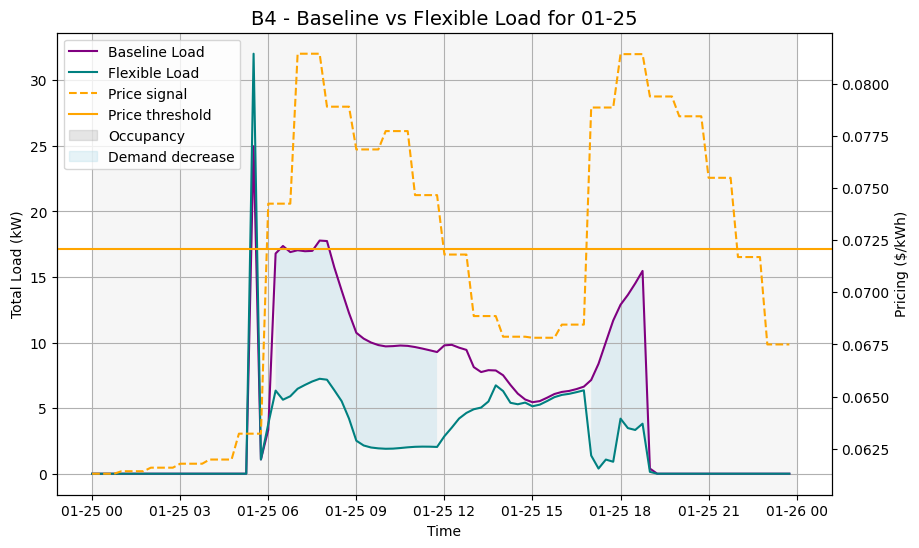 B4 - Baseline vs Flexible Load for 01-25
Baseline Load
Flexible Load
Price signal
Price threshold
Occupancy
Demand decrease
Total Load (kW)
30
25
20
15
10
5
0
0.0800
0.0775
0.0750
0.0725
0.0700
0.0675
0.0650
0.0625
Pricing ($/kWh)
01-25 00 01-25 03 01-25 06 01-25 09 01-25 12 01-25 15 01-25 18 01-25 21 01-26 00
Time